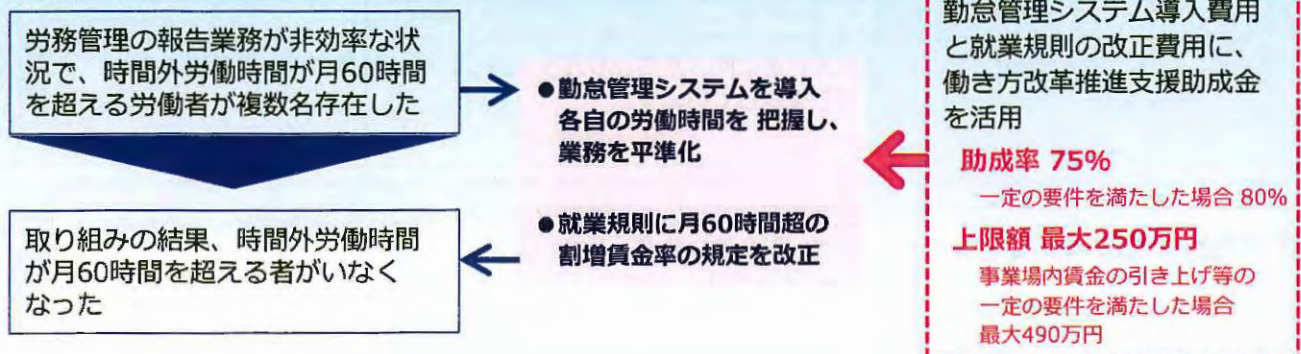 労務管理の報告業務が非効率な状
況で、時間外労働時間が月60時間
を超える労働者が複数名存在した
取り組みの結果、時間外労働時間
が月60時間を超える者がいなく
なった
●勤怠管理システムを導入
各自の労働時間を 把握し、
業務を平準化
●就業規則に月60時間超の
割増賃金率の規定を改正
勤怠管理システム導入費用
と就業規則の改正費用に、
働き方改革推進支援助成金
を活用
助成率 75%
一定の要件を満たした場合 80%
上限額 最大250万円
事業場内賃金の引き上げ等の
一定の要件を満たした場合
最大490万円